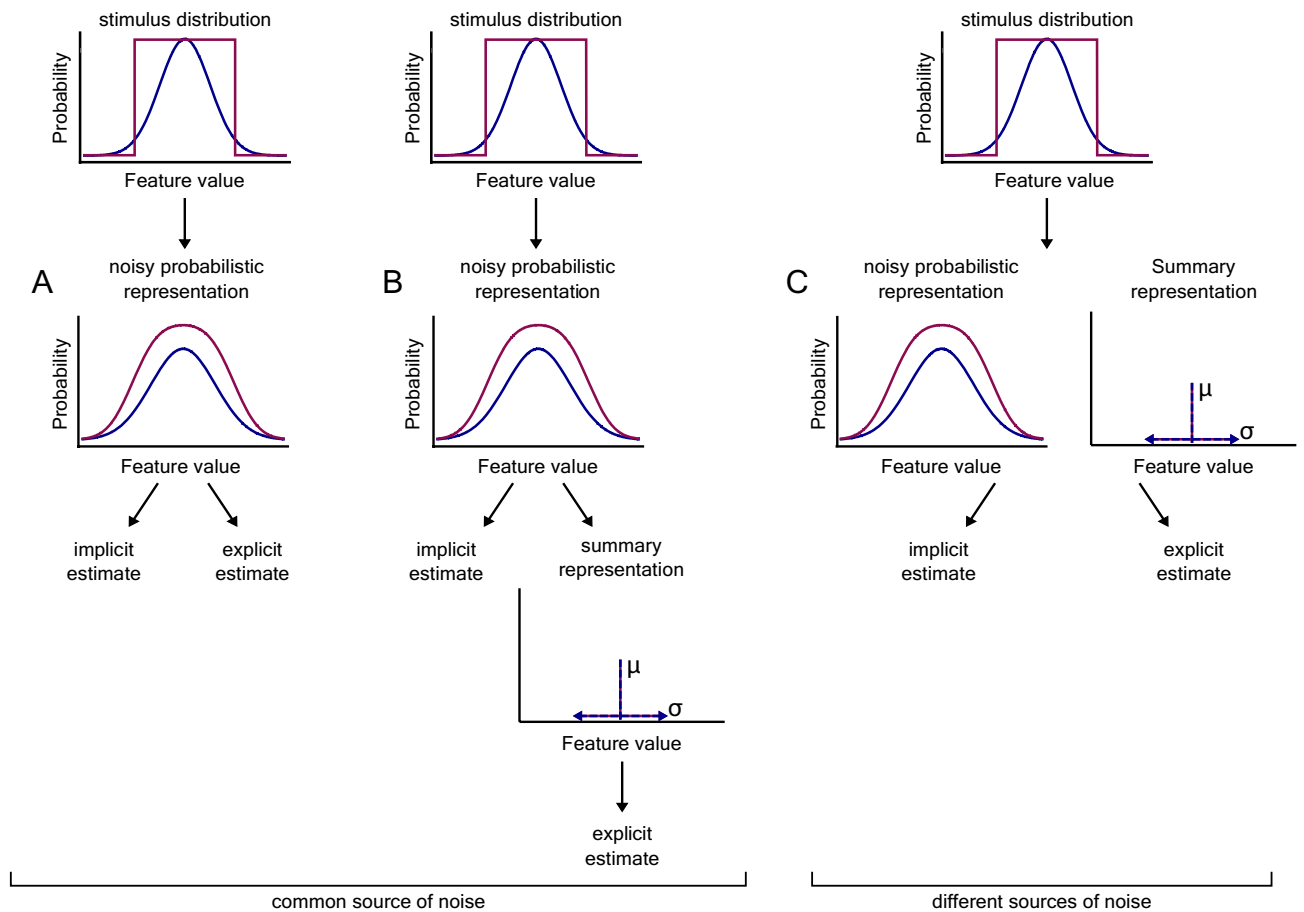 stimulus distribution
Probability
Feature value
stimulus distribution
Probability
Feature value
stimulus distribution
Probability
Feature value
A
noisy probabilistic
representation
Probability
Feature value
implicit
estimate
explicit
estimate
B
noisy probabilistic
representation
Probability
Feature value
implicit
estimate
summary
representation
μ
σ
Feature value
explicit
estimate
common source of noise
C
noisy probabilistic
representation
Probability
Feature value
Summary
representation
μ
σ
Feature value
implicit
estimate
explicit
estimate
different sources of noise